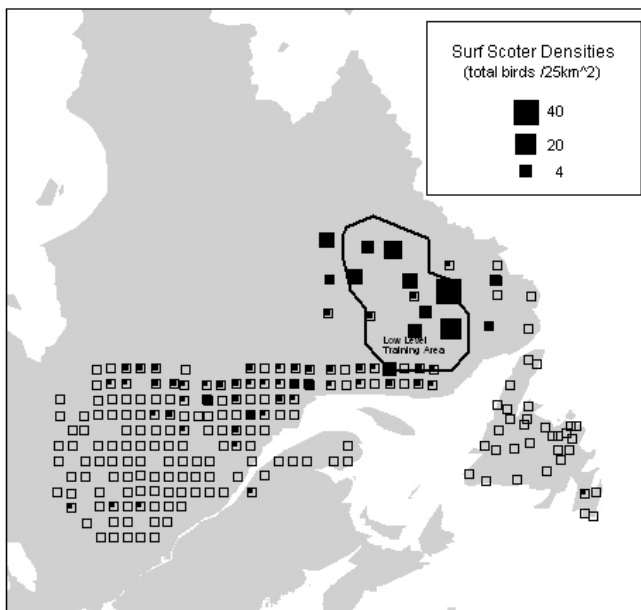 Surf Scoter Densities
(total birds /25km^2)
40
20
4
Low Level
Training Area